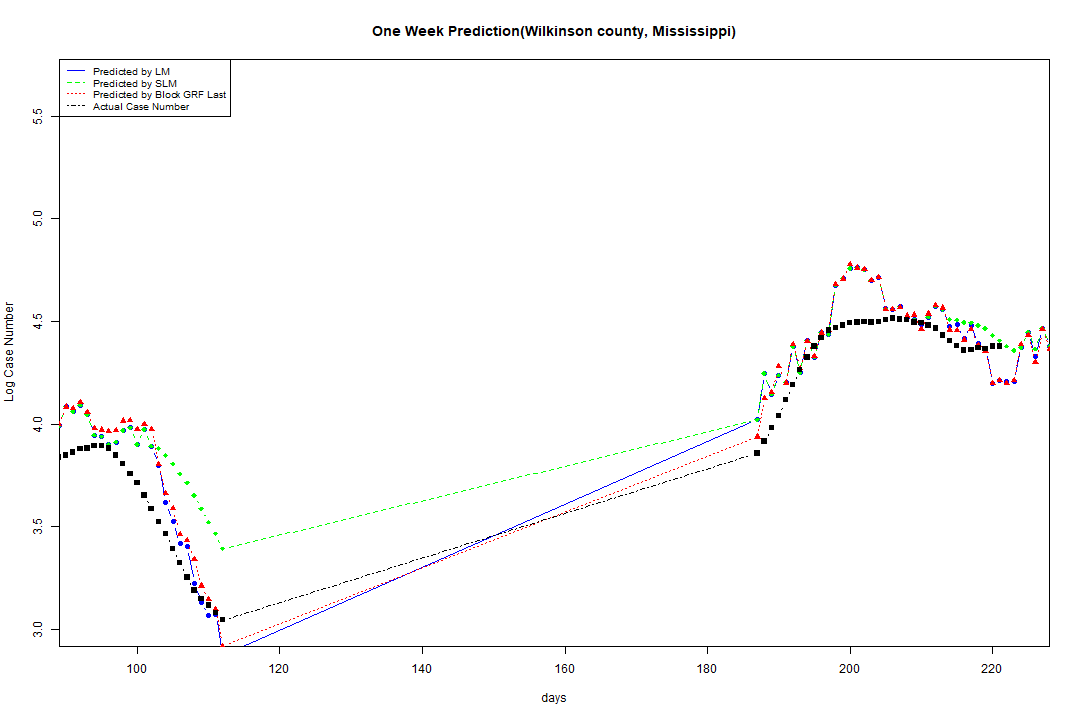 One Week Prediction(Wilkinson county, Mississippi)
Predicted by LM
Predicted by SLM
Predicted by Block GRF Last
Actual Case Number
5.5
5.0
4.5
4.0
3.5
3.0
Log Case Number
100 120 140 160 180 200 220
days